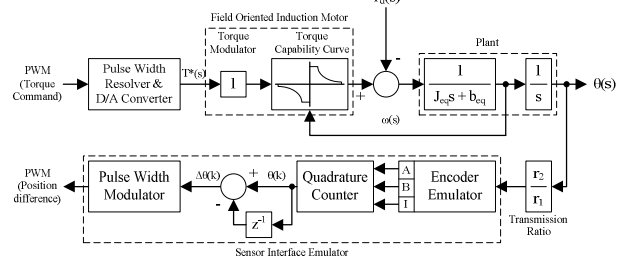 Field Oriented Induction Motor
Torque
Modulator
Torque
Capability Curve
Plant
PWM
(Torque
Command)
Pulse Width
Resolver &
D/A Converter
T*(s)
1
+
-
1
J_eq s + b_eq
1
s
θ(s)
ω(s)
PWM
(Position
difference)
Pulse Width
Modulator
Δθ(k)
+
-
θ(k)
z⁻¹
Quadrature
Counter
A
B
I
Encoder
Emulator
r₂
r₁
Transmission
Ratio
Sensor Interface Emulator